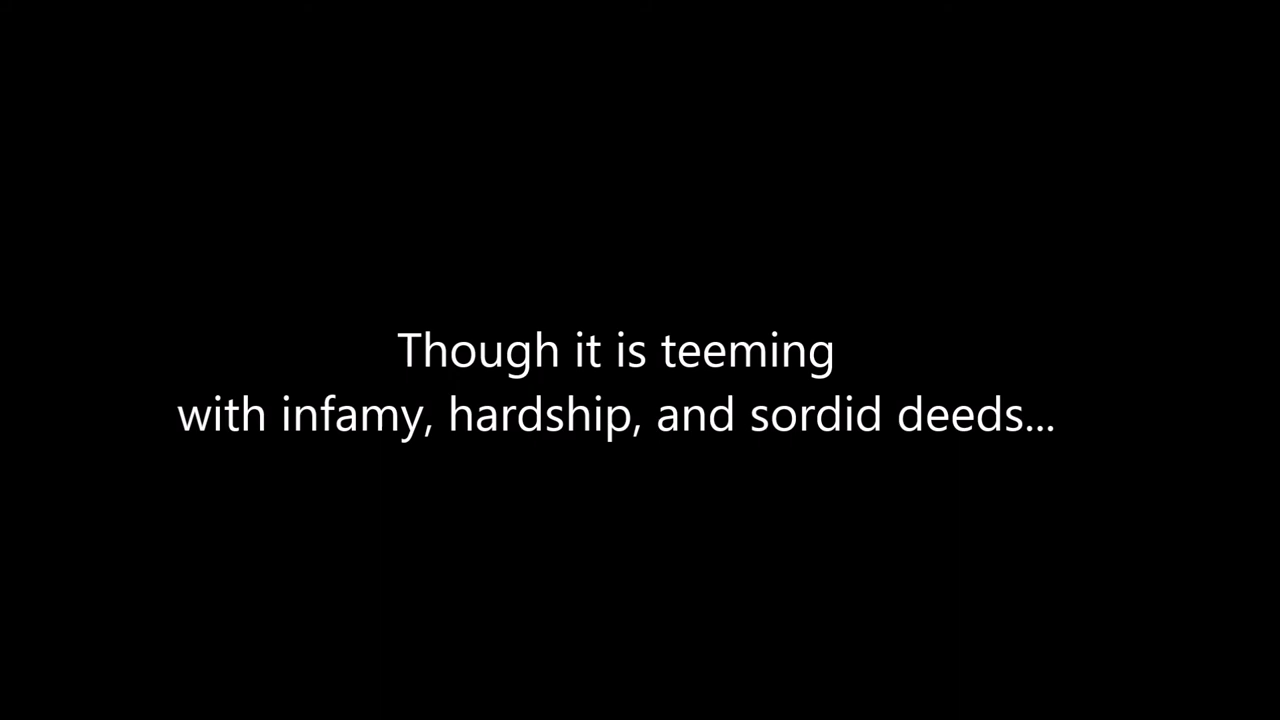 Though it is teeming
with infamy, hardship, and sordid deeds...